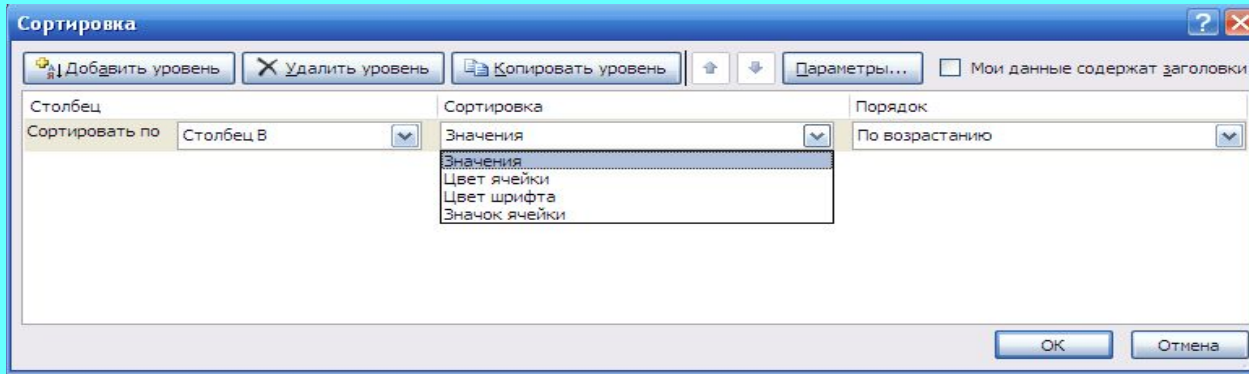 Сортировка
Добавить уровень Удалить уровень Копировать уровень Параметры... Мои данные содержат заголовки
Столбец Сортировка Порядок
Сортировать по Столбец B Значения По возрастанию
Значения
Цвет ячейки
Цвет шрифта
Значок ячейки
ОК Отмена